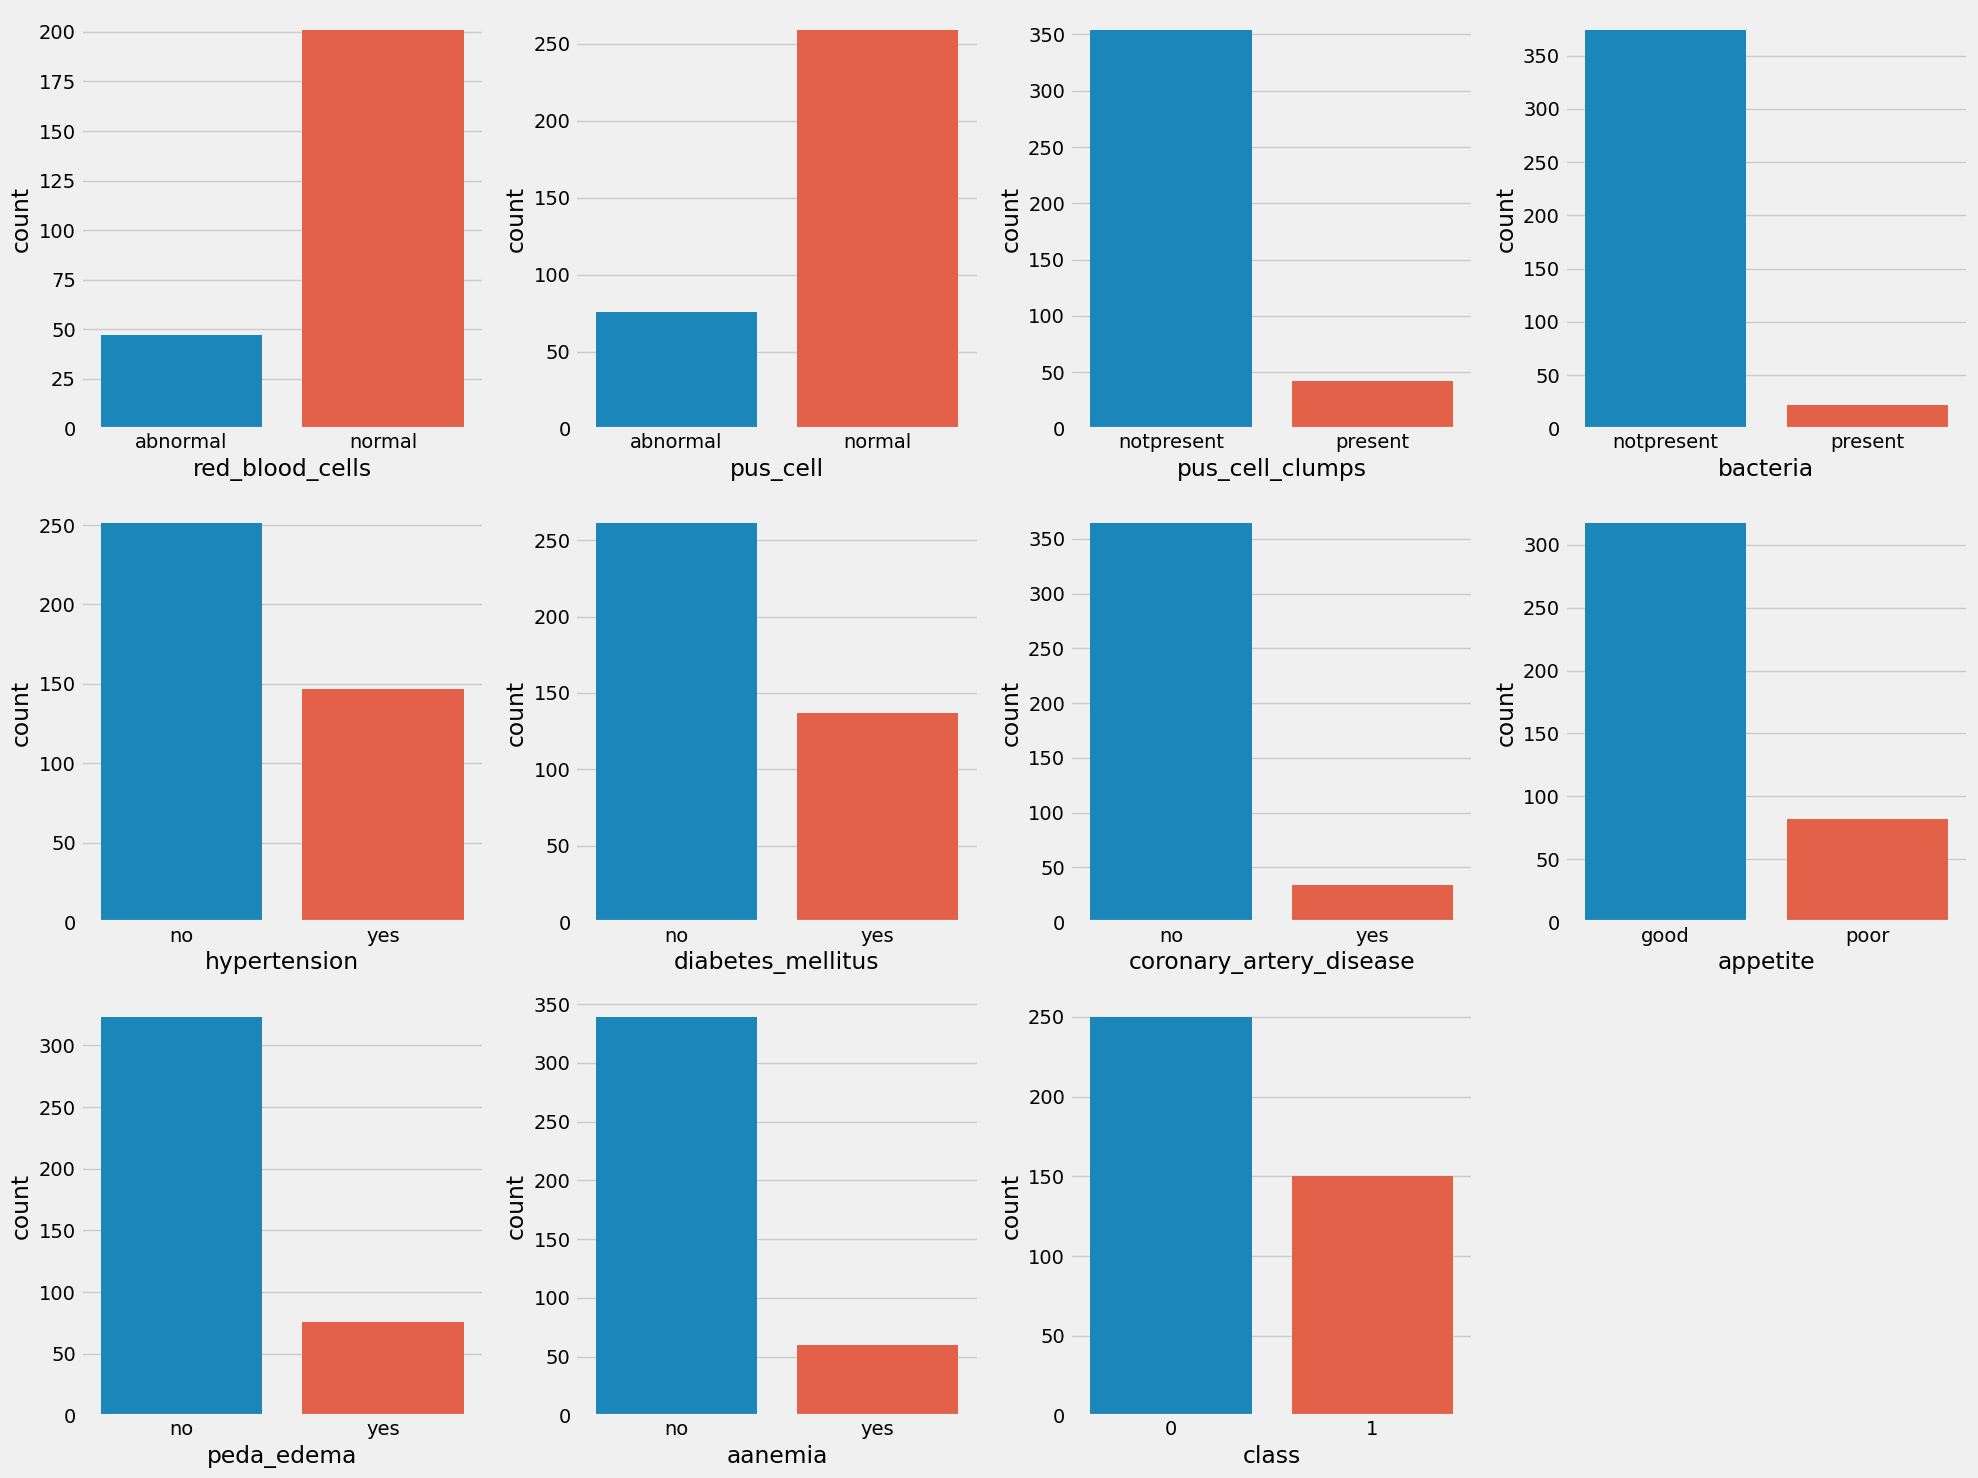 count
200
175
150
125
100
75
50
25
0
abnormal normal
red_blood_cells
count
250
200
150
100
50
0
abnormal normal
pus_cell
count
350
300
250
200
150
100
50
0
notpresent present
pus_cell_clumps
count
350
300
250
200
150
100
50
0
notpresent present
bacteria
count
250
200
150
100
50
0
no yes
hypertension
count
250
200
150
100
50
0
no yes
diabetes_mellitus
count
350
300
250
200
150
100
50
0
no yes
coronary_artery_disease
count
300
250
200
150
100
50
0
good poor
appetite
count
300
250
200
150
100
50
0
no yes
peda_edema
count
350
300
250
200
150
100
50
0
no yes
aanemia
count
250
200
150
100
50
0
0 1
class